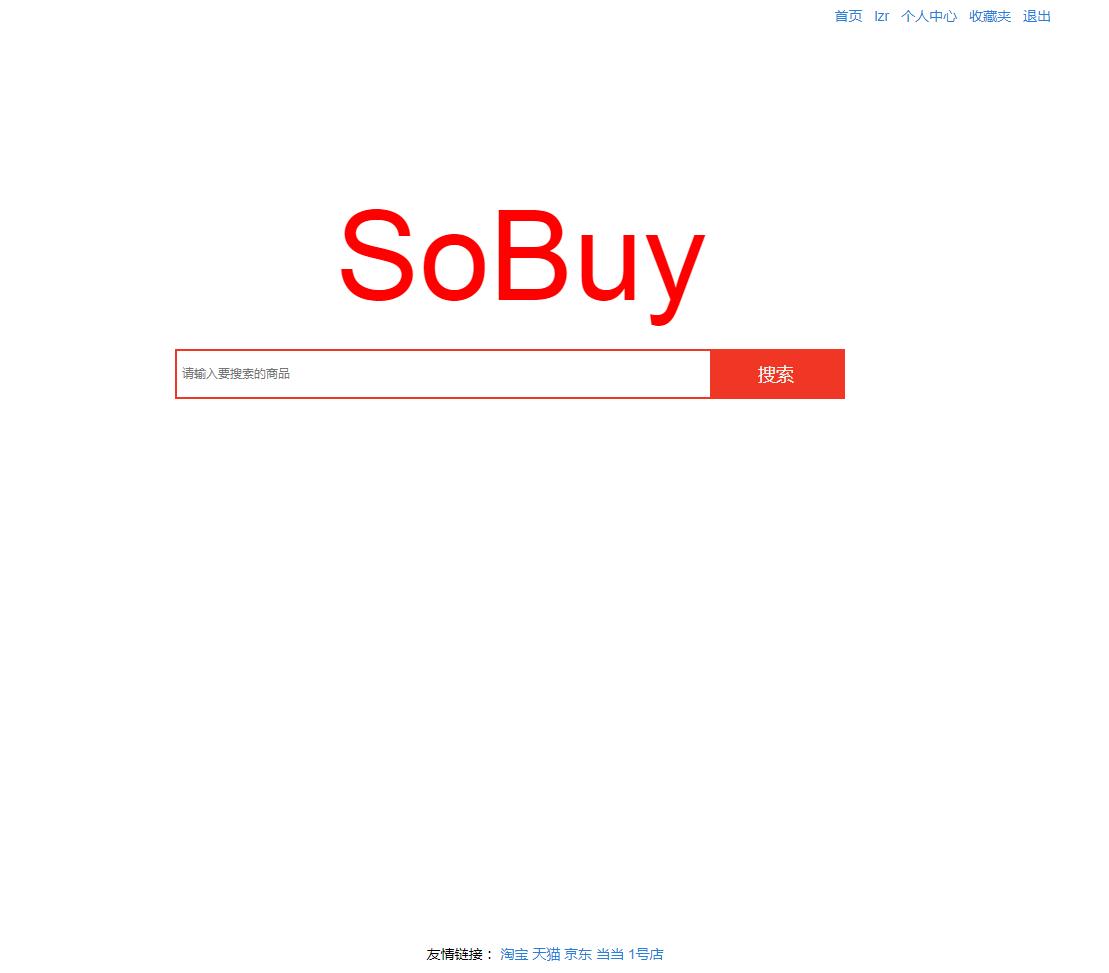 首页 lzr 个人中心 收藏夹 退出
SoBuy
请输入要搜索的商品 搜索
友情链接： 淘宝 天猫 京东 当当 1号店